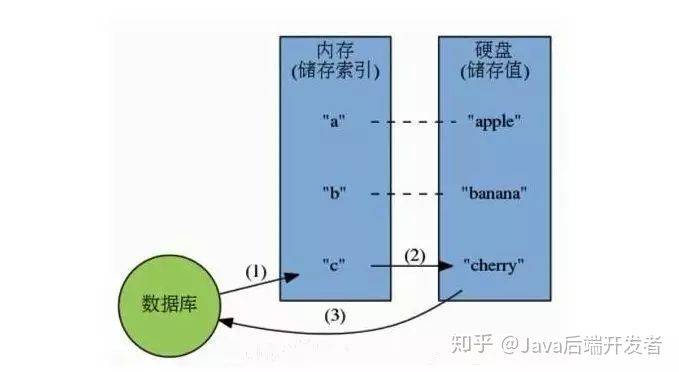 内存
(储存索引)
硬盘
(储存值)
"a"
"apple"
"b"
"banana"
(1)
"c"
(2)
"cherry"
数据库
(3)
知乎 @Java后端开发者